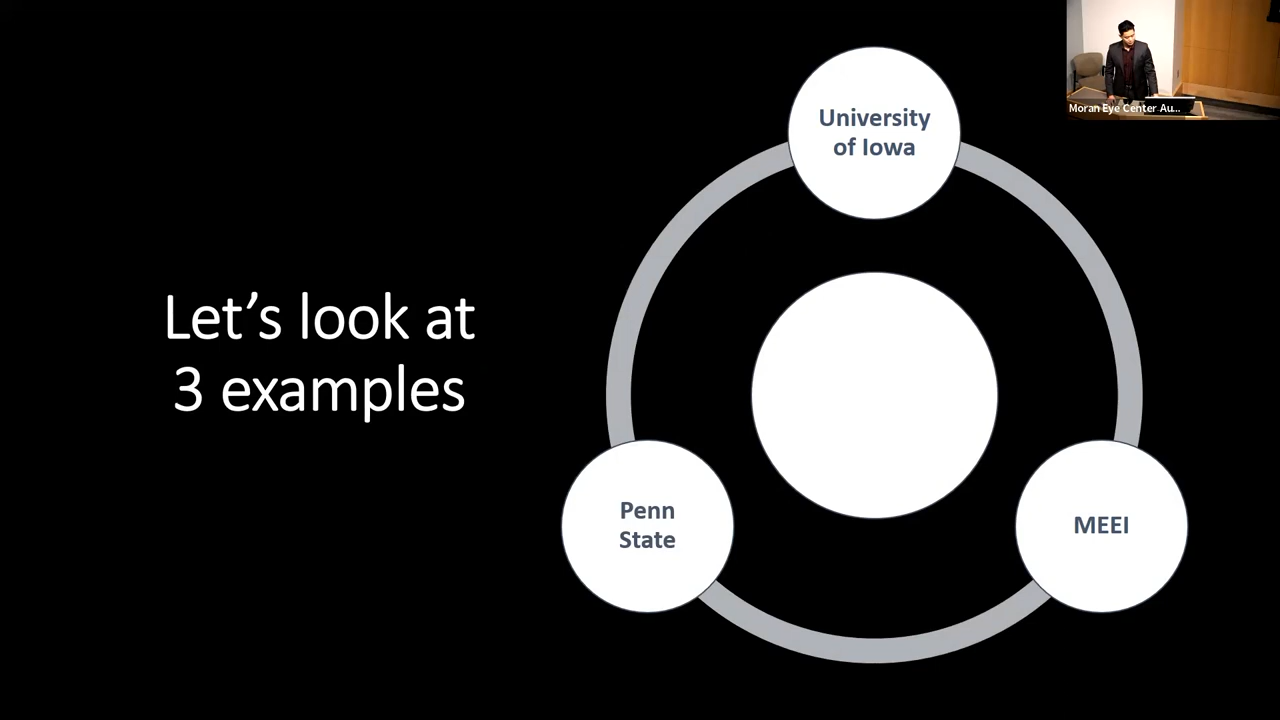 Let's look at
3 examples
University
of Iowa
Penn
State
MEEI
Moran Eye Center Au...